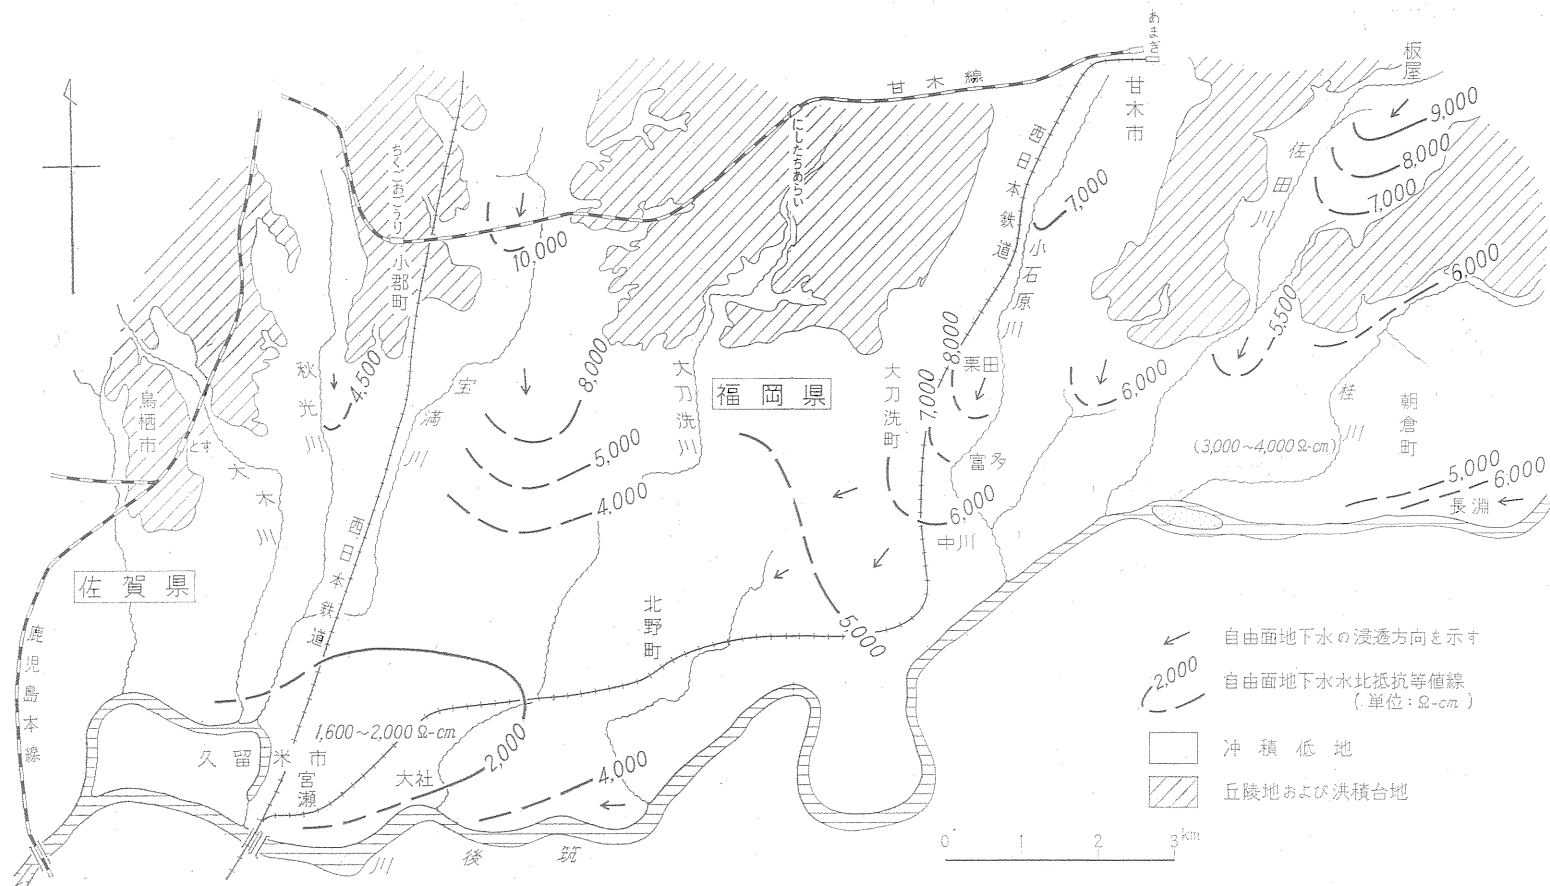 あまぎ
板屋
甘木線
甘木市
9,000
8,000
7,000
佐田川
西日本鉄道
にしたちあらい
ちくごおごうり
小郡町
7,000
小石原川
10,000
6,000
5,500
8,000
栗田
7,000
6,000
大刀洗町
福岡県
大刀洗川
8,000
宝満川
4,500
秋光川
鳥栖市
とす
大木川
桂川
朝倉町
(3,000~4,000Ω-cm)
5,000
6,000
長淵
富多
6,000
中川
5,000
4,000
西日本鉄道
佐賀県
北野町
5,000
鹿児島本線
1,600~2,000Ω-cm
2,000
久留米市
宮瀬
大社
4,000
筑後川
自由面地下水の浸透方向を示す
2,000
自由面地下水水比抵抗等値線
(単位:Ω-cm)
沖積低地
丘陵地および洪積台地
0 1 2 3km